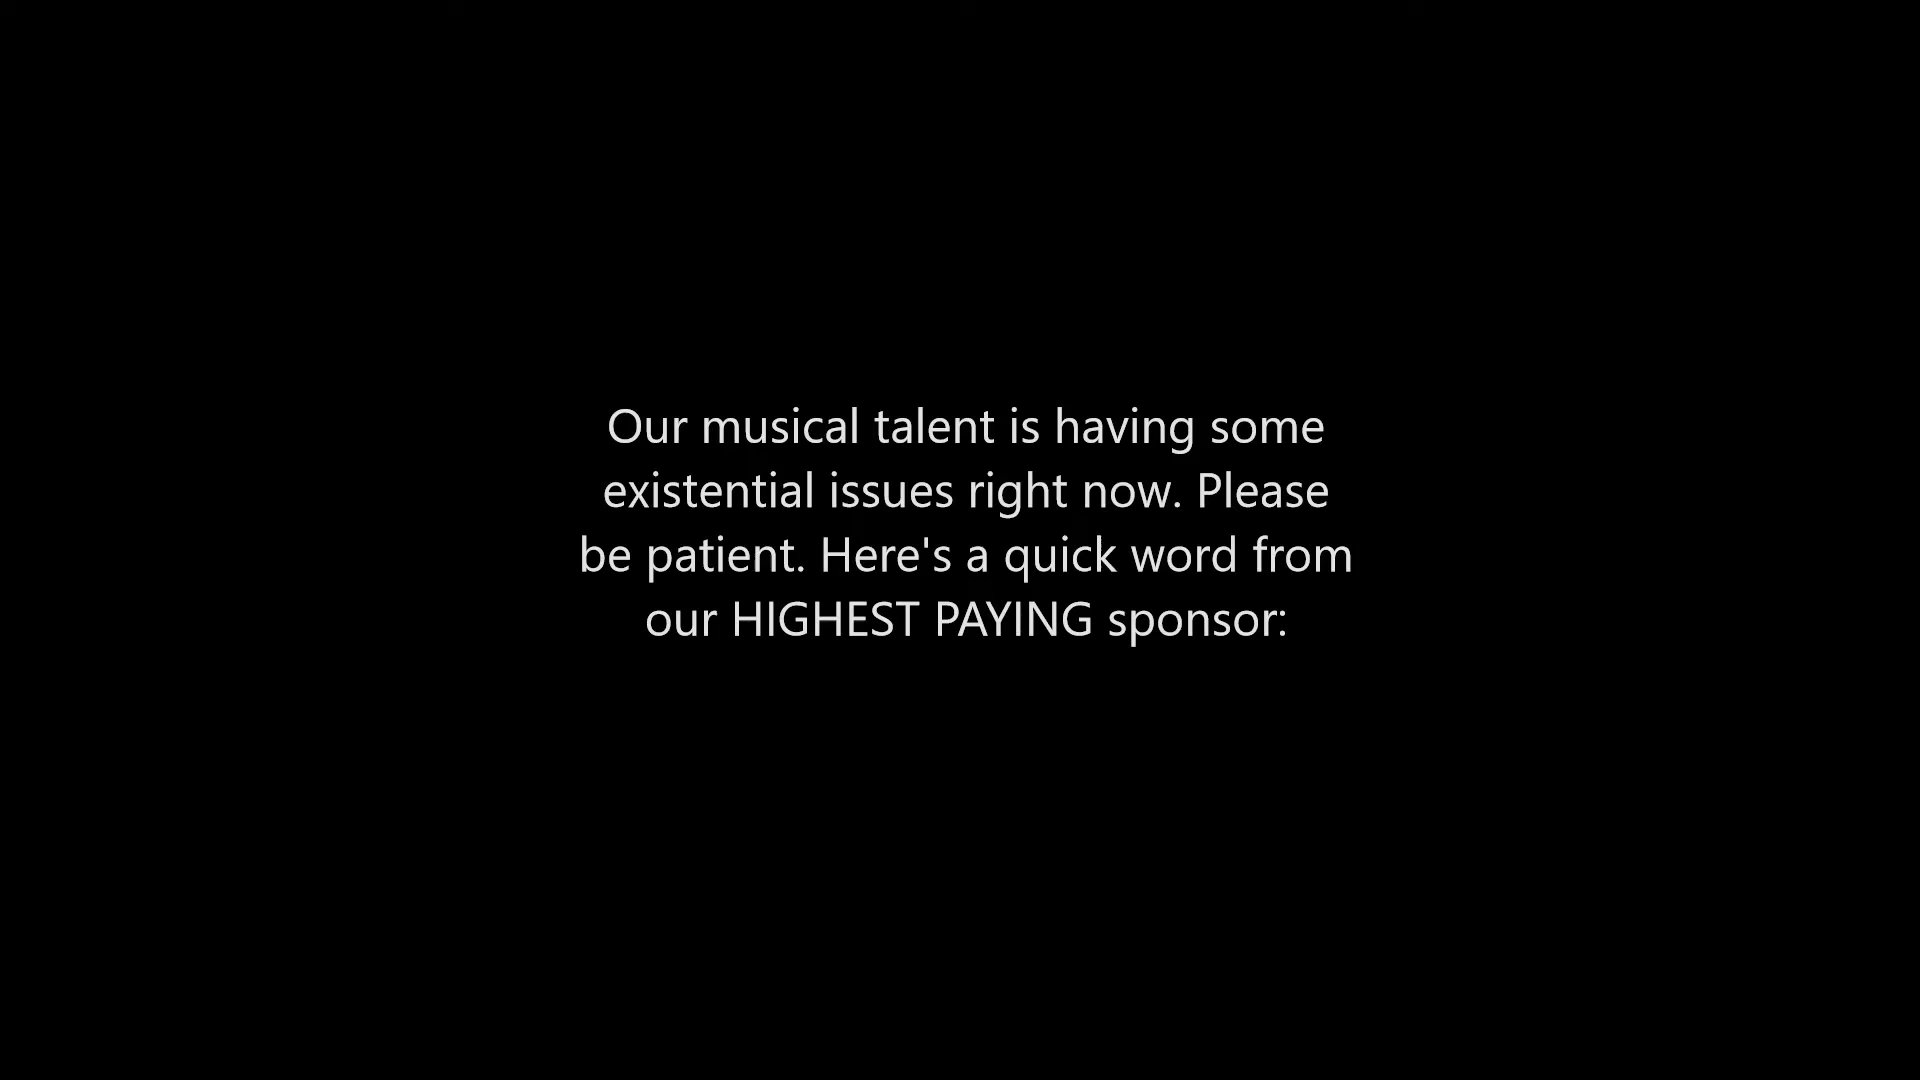 Our musical talent is having some
existential issues right now. Please
be patient. Here's a quick word from
our HIGHEST PAYING sponsor: